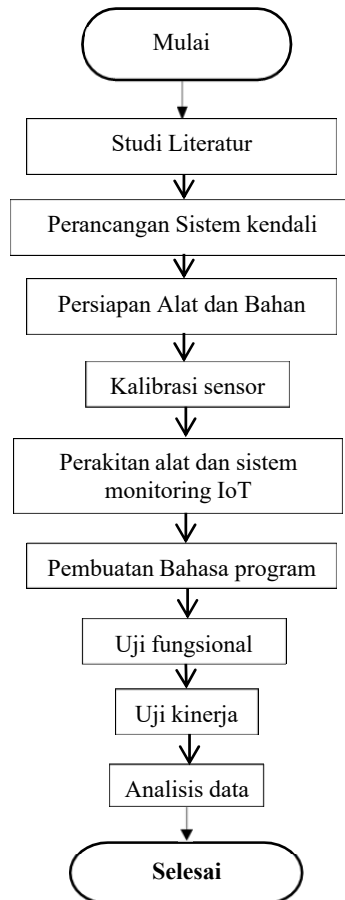 Mulai
Studi Literatur
Perancangan Sistem kendali
Persiapan Alat dan Bahan
Kalibrasi sensor
Perakitan alat dan sistem
monitoring IoT
Pembuatan Bahasa program
Uji fungsional
Uji kinerja
Analisis data
Selesai